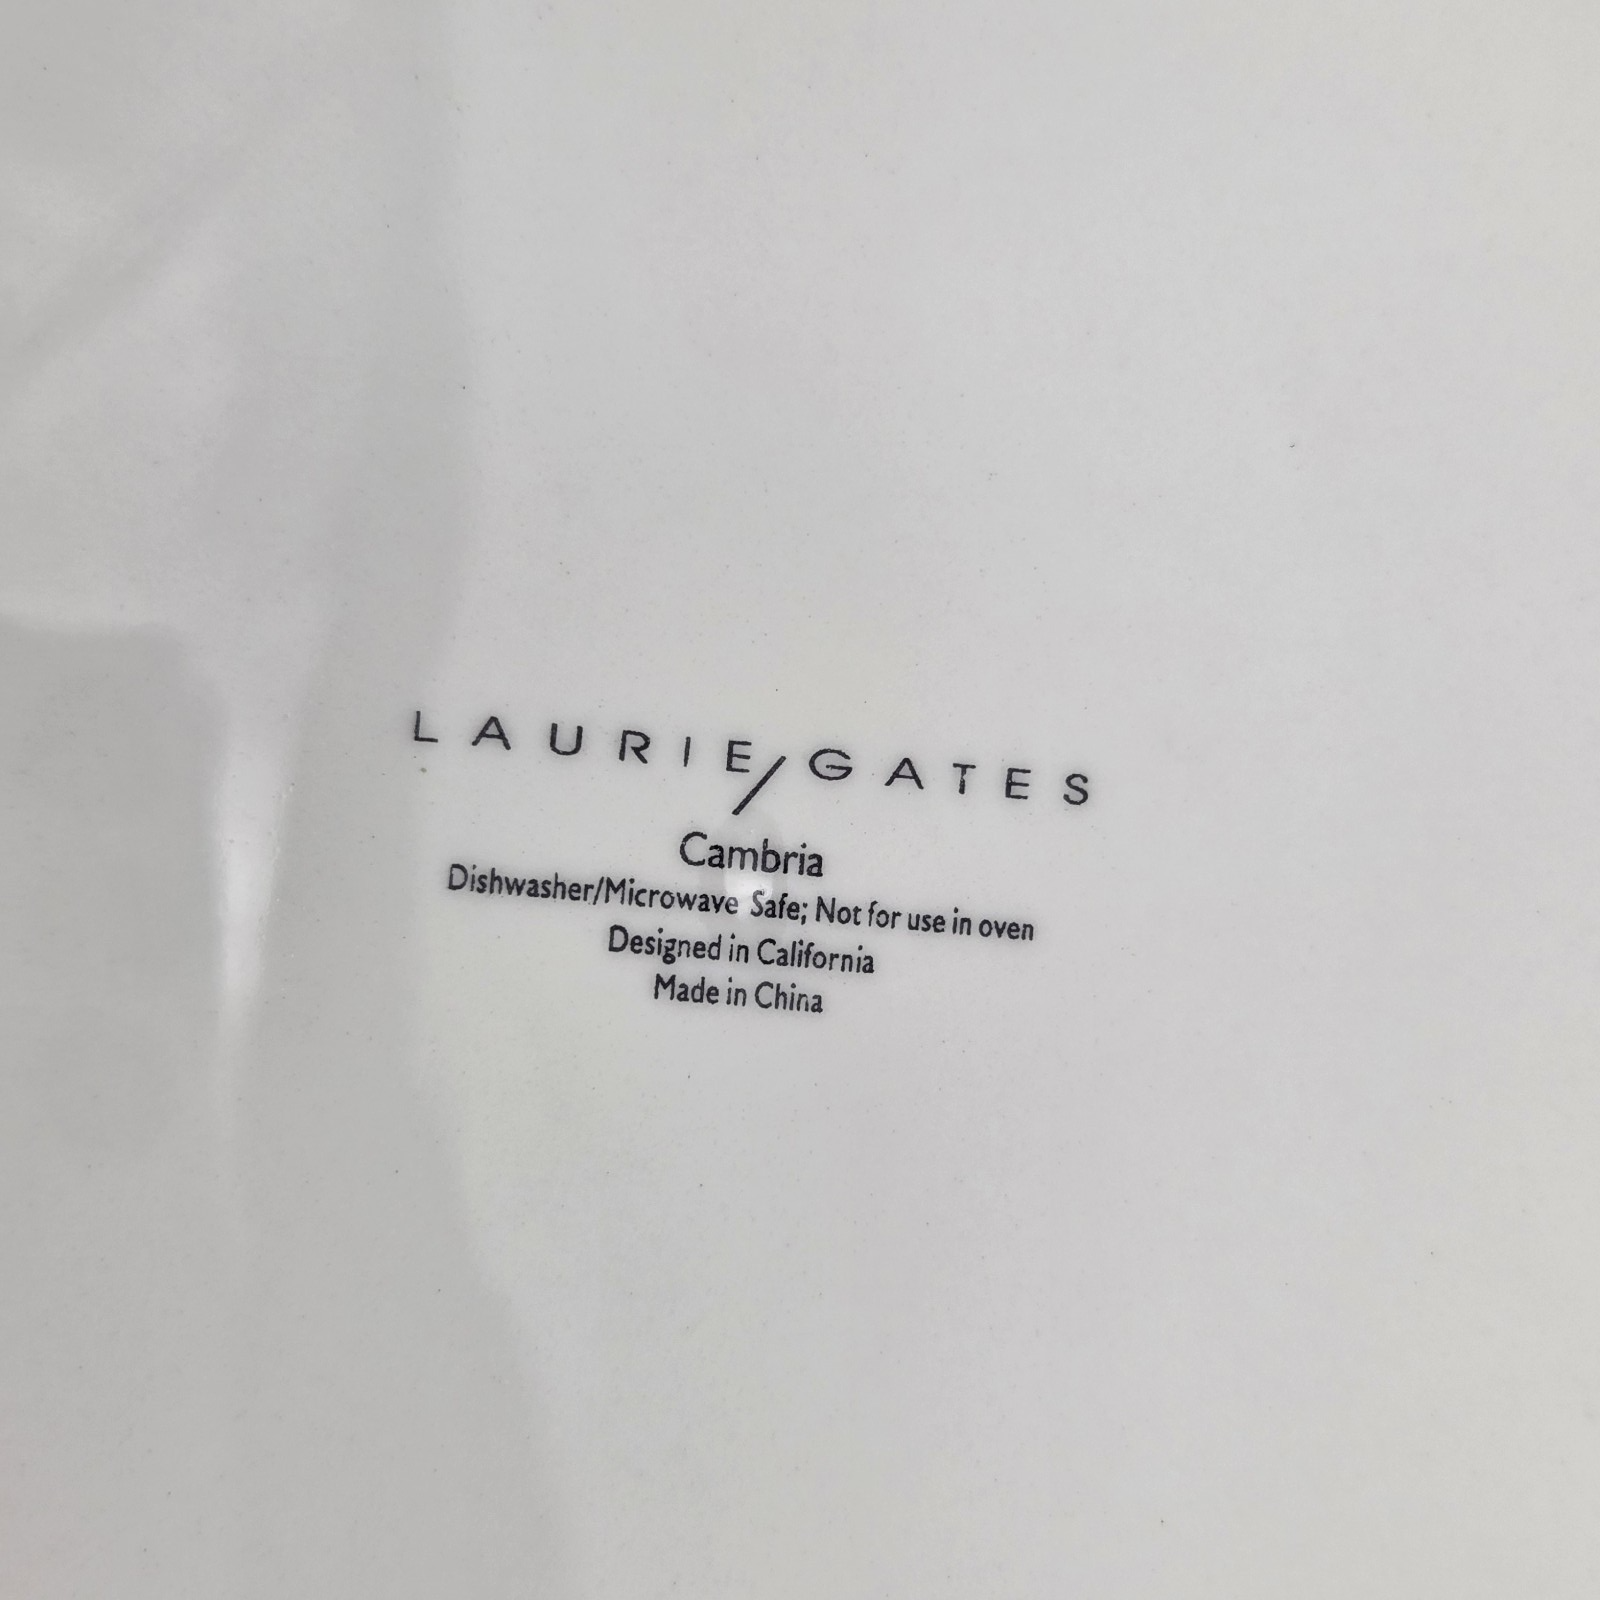 LAURIE/GATES
Cambria
Dishwasher/Microwave Safe; Not for use in oven
Designed in California
Made in China